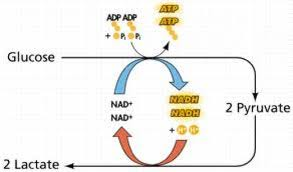 ADP ADP
ATP
ATP
+ Pi Pi
Glucose
NAD+
NAD+
NADH
NADH
+ H+ H+
2 Pyruvate
2 Lactate